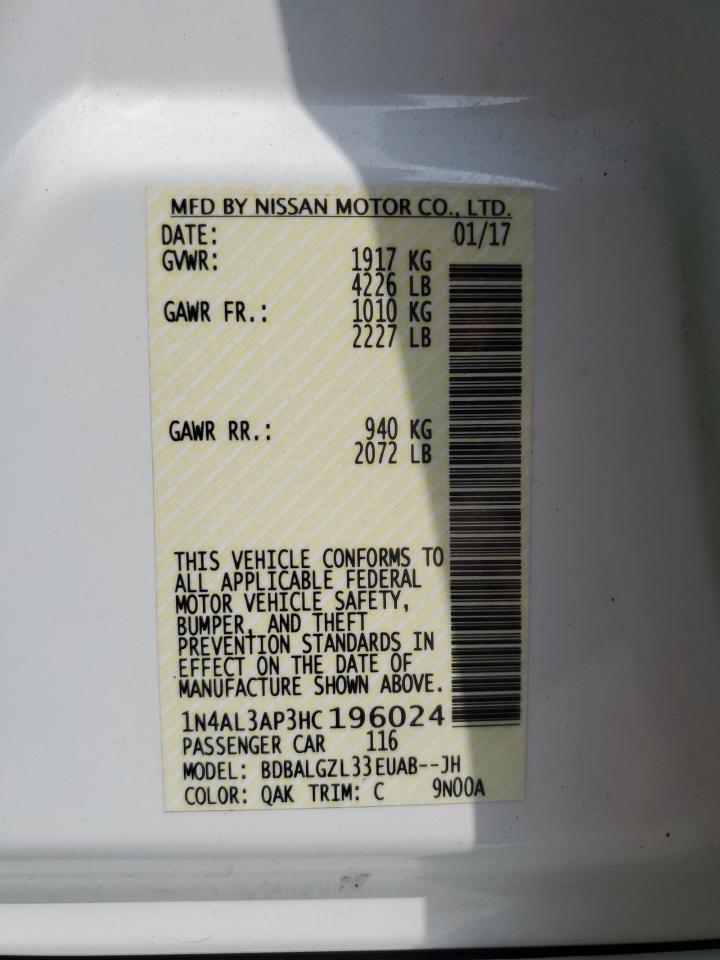 MFD BY NISSAN MOTOR CO., LTD.
DATE: 01/17
GVWR: 1917 KG
4226 LB
GAWR FR.: 1010 KG
2227 LB
GAWR RR.: 940 KG
2072 LB
THIS VEHICLE CONFORMS TO
ALL APPLICABLE FEDERAL
MOTOR VEHICLE SAFETY,
BUMPER, AND THEFT
PREVENTION STANDARDS IN
EFFECT ON THE DATE OF
MANUFACTURE SHOWN ABOVE.
1N4AL3AP3HC196024
PASSENGER CAR 116
MODEL: BDBALGZL33EUAB--JH
COLOR: QAK TRIM: C 9N00A